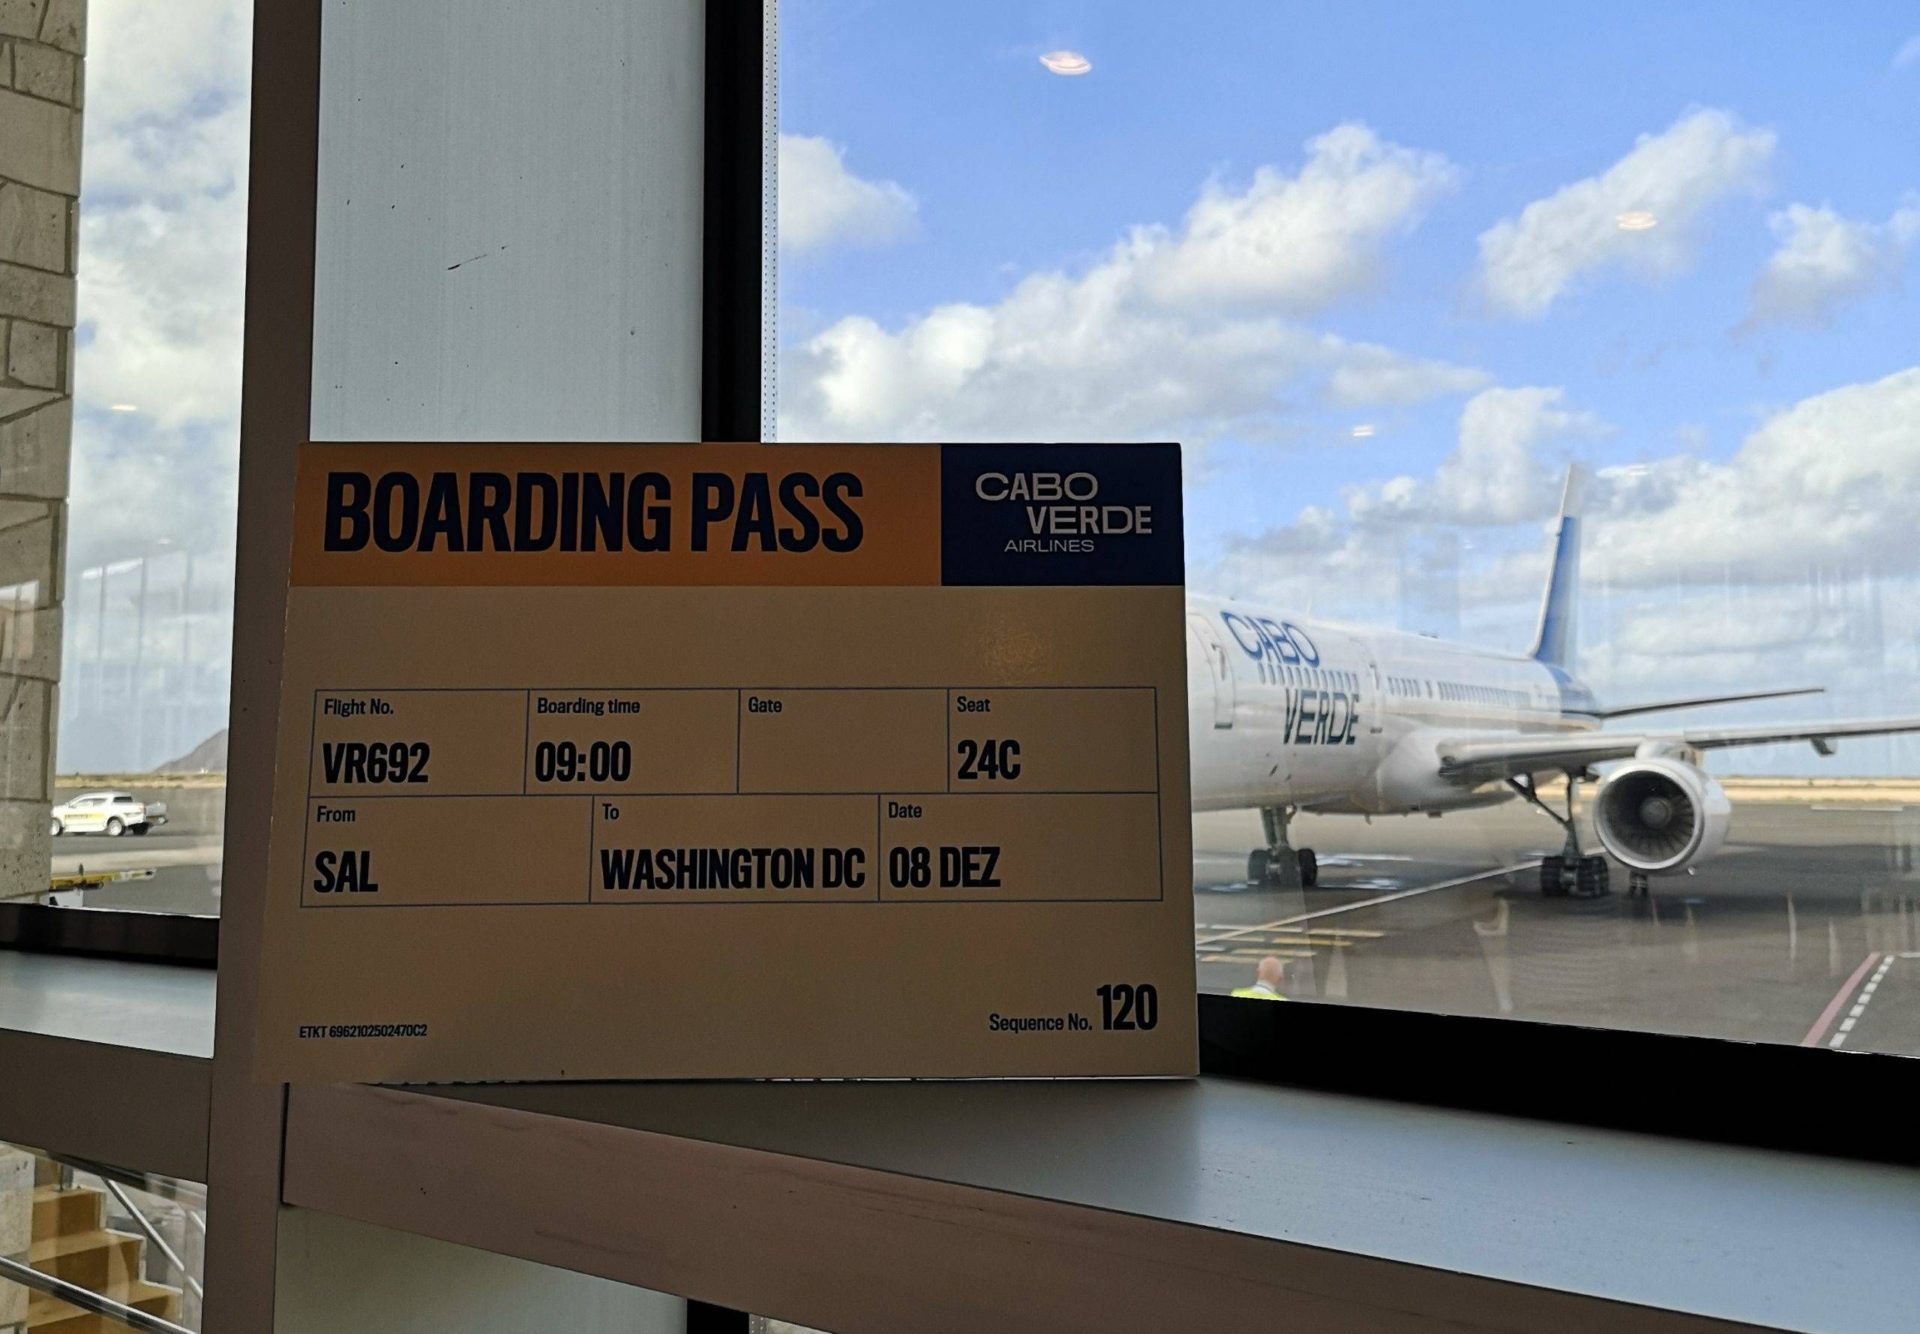 BOARDING PASS
CABO
VERDE
AIRLINES
Flight No. Boarding time Gate Seat
VR692 09:00 24C
From To Date
SAL WASHINGTON DC 08 DEZ
ETKT 6962102502470C2
Sequence No. 120
CABO
VERDE